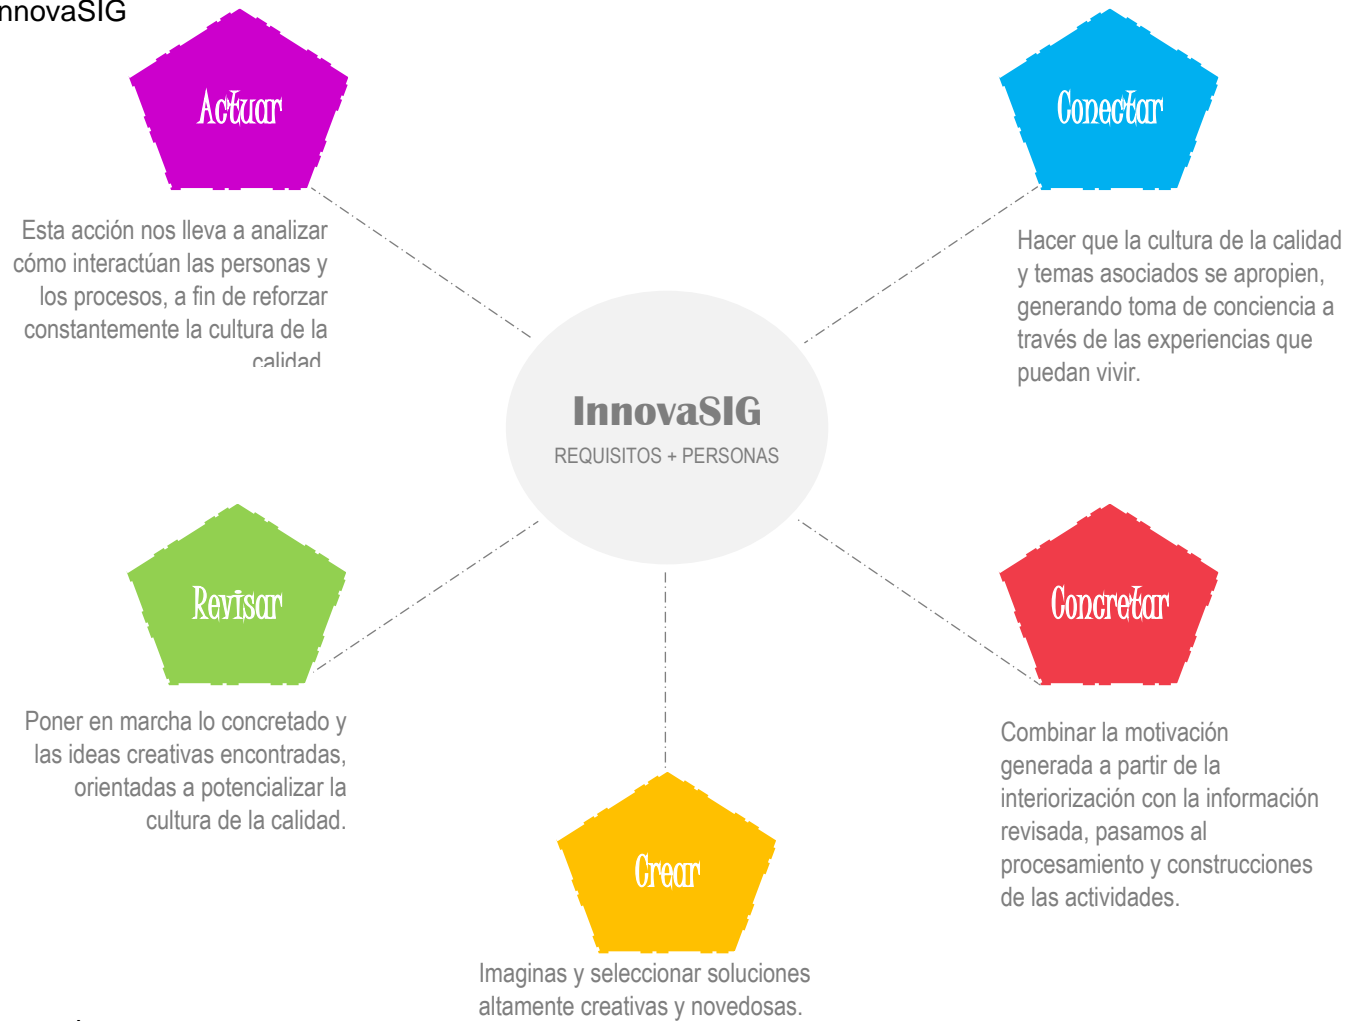 nnovaSIG
Actuar
Esta acción nos lleva a analizar
cómo interactúan las personas y
los procesos, a fin de reforzar
constantemente la cultura de la
calidad.
Conectar
Hacer que la cultura de la calidad
y temas asociados se apropien,
generando toma de conciencia a
través de las experiencias que
puedan vivir.
InnovaSIG
REQUISITOS + PERSONAS
Revisar
Poner en marcha lo concretado y
las ideas creativas encontradas,
orientadas a potencializar la
cultura de la calidad.
Concretar
Combinar la motivación
generada a partir de la
interiorización con la información
revisada, pasamos al
procesamiento y construcciones
de las actividades.
Crear
Imaginas y seleccionar soluciones
altamente creativas y novedosas.